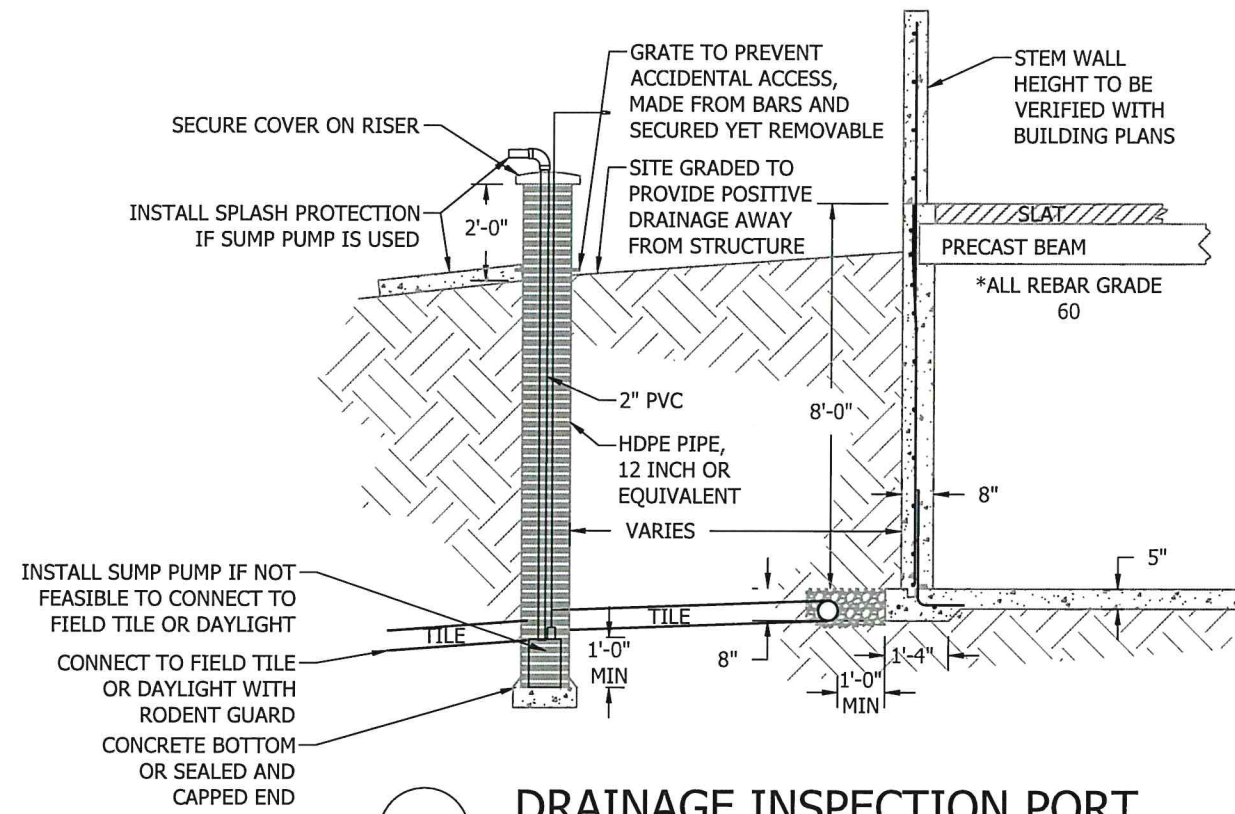 GRATE TO PREVENT
ACCIDENTAL ACCESS,
MADE FROM BARS AND
SECURED YET REMOVABLE
STEM WALL
HEIGHT TO BE
VERIFIED WITH
BUILDING PLANS
SECURE COVER ON RISER
SITE GRADED TO
PROVIDE POSITIVE
DRAINAGE AWAY
FROM STRUCTURE
INSTALL SPLASH PROTECTION
IF SUMP PUMP IS USED
2'-0"
SLAT
PRECAST BEAM
*ALL REBAR GRADE
60
2" PVC
8'-0"
HDPE PIPE,
12 INCH OR
EQUIVALENT
8"
VARIES
5"
INSTALL SUMP PUMP IF NOT
FEASIBLE TO CONNECT TO
FIELD TILE OR DAYLIGHT
TILE
TILE
1'-0"
MIN
8"
1'-4"
1'-0"
MIN
CONNECT TO FIELD TILE
OR DAYLIGHT WITH
RODENT GUARD
CONCRETE BOTTOM
OR SEALED AND
CAPPED END
DRAINAGE INSPECTION PORT